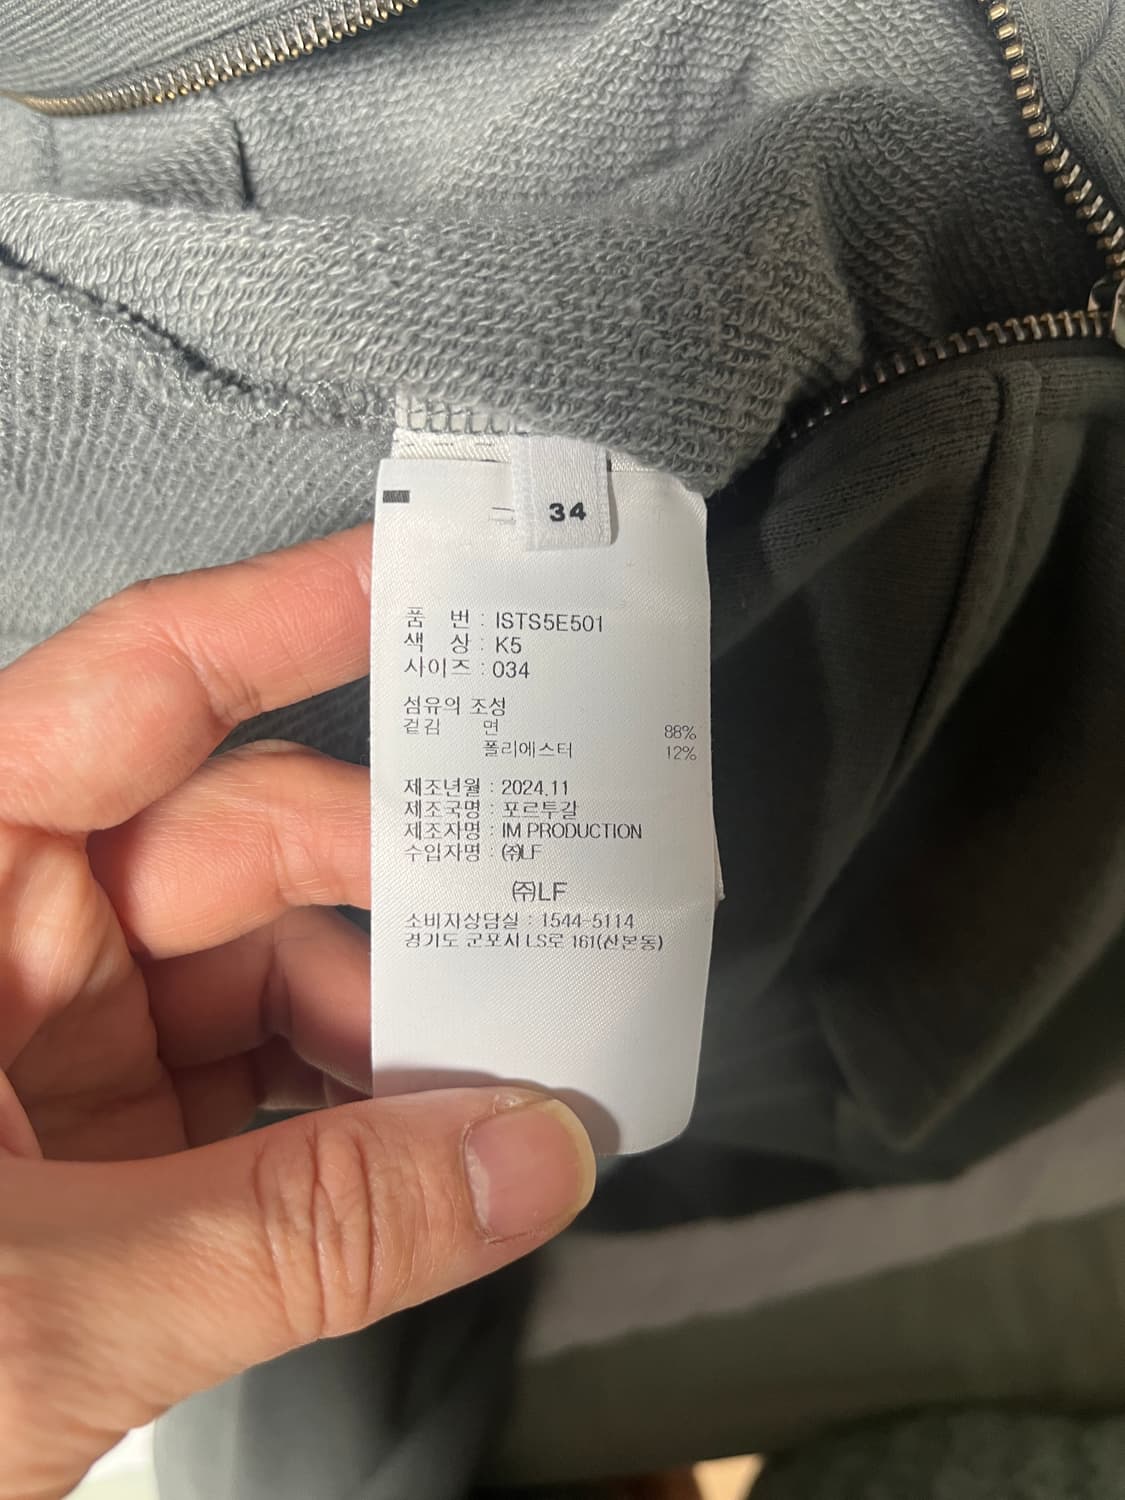 34
품 번 : ISTS5E501
색 상 : K5
사이즈 : 034
섬유의 조성
겉감 면 88%
폴리에스터 12%
제조년월 : 2024.11
제조국명 : 포르투갈
제조자명 : IM PRODUCTION
수입자명 : ㈜LF
㈜LF
소비자상담실 : 1544-5114
경기도 군포시 LS로 161(산본동)